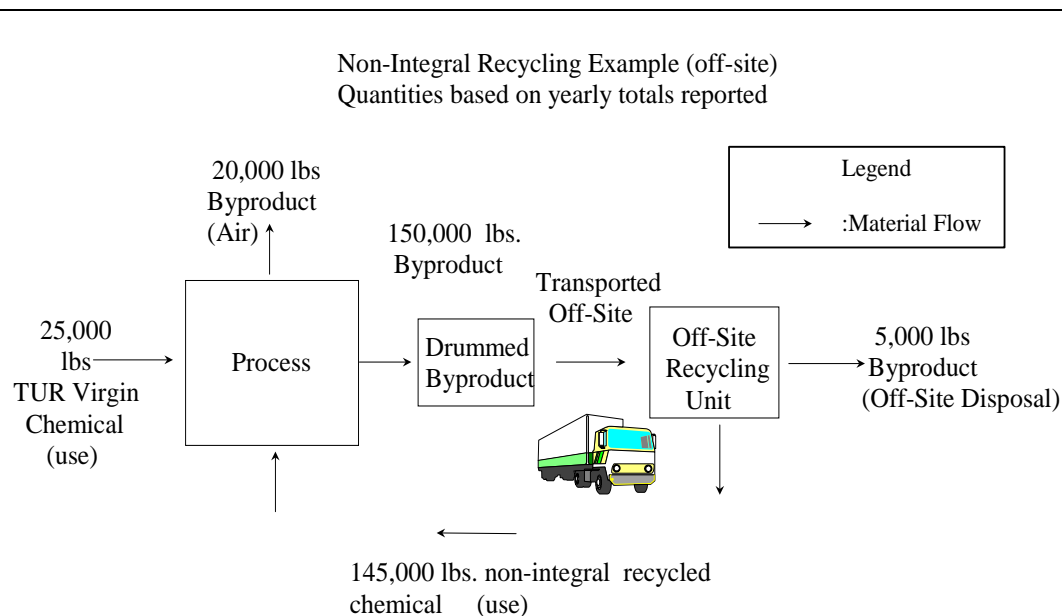 Non-Integral Recycling Example (off-site)
Quantities based on yearly totals reported
Legend
:Material Flow
20,000 lbs
Byproduct
(Air)
150,000 lbs.
Byproduct
Transported
Off-Site
25,000
lbs
TUR Virgin
Chemical
(use)
Process
Drummed
Byproduct
Off-Site
Recycling
Unit
5,000 lbs
Byproduct
(Off-Site Disposal)
145,000 lbs. non-integral recycled
chemical (use)